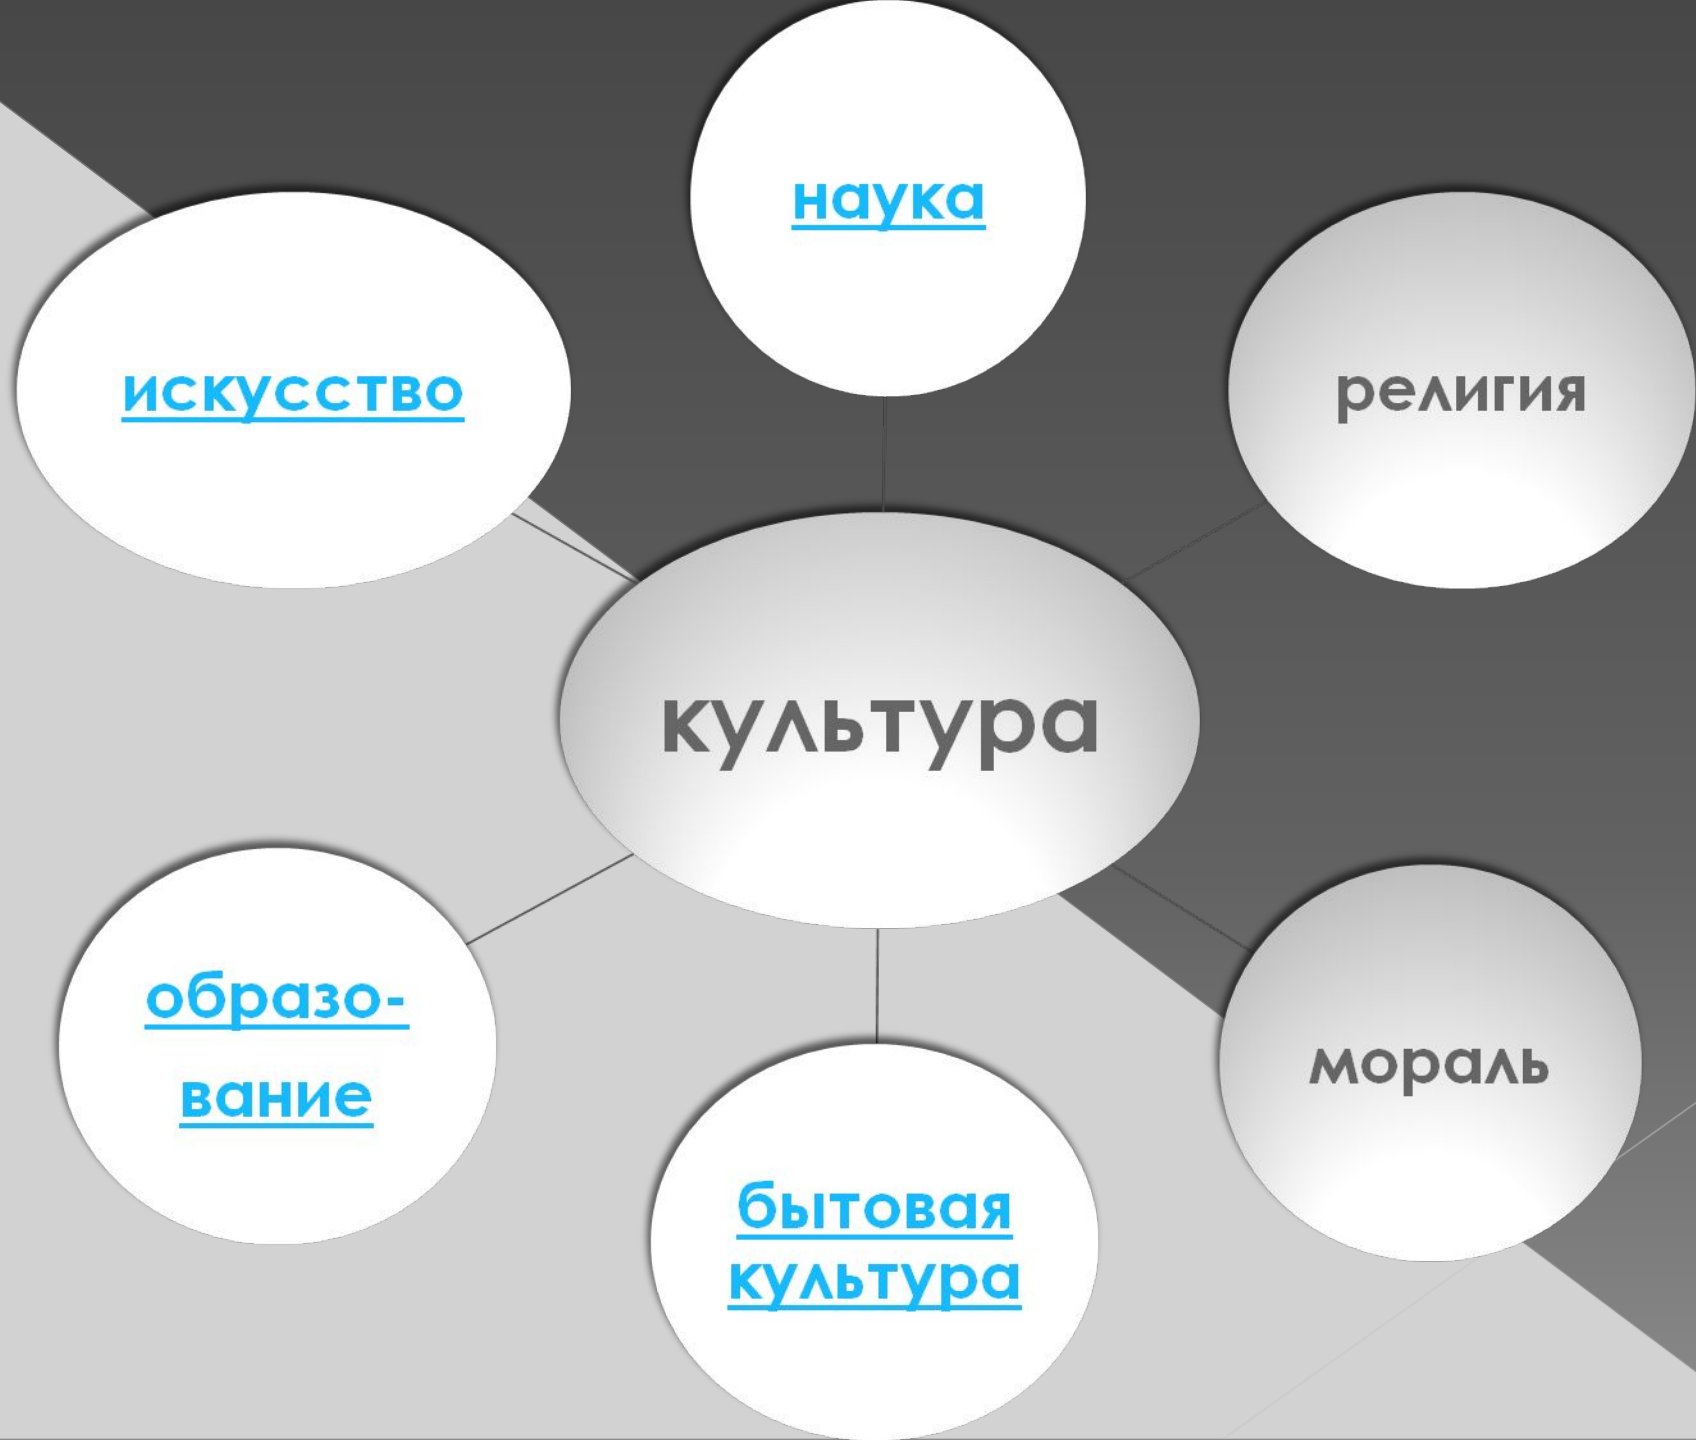 наука
искусство
религия
культура
образо-
вание
мораль
бытовая
культура